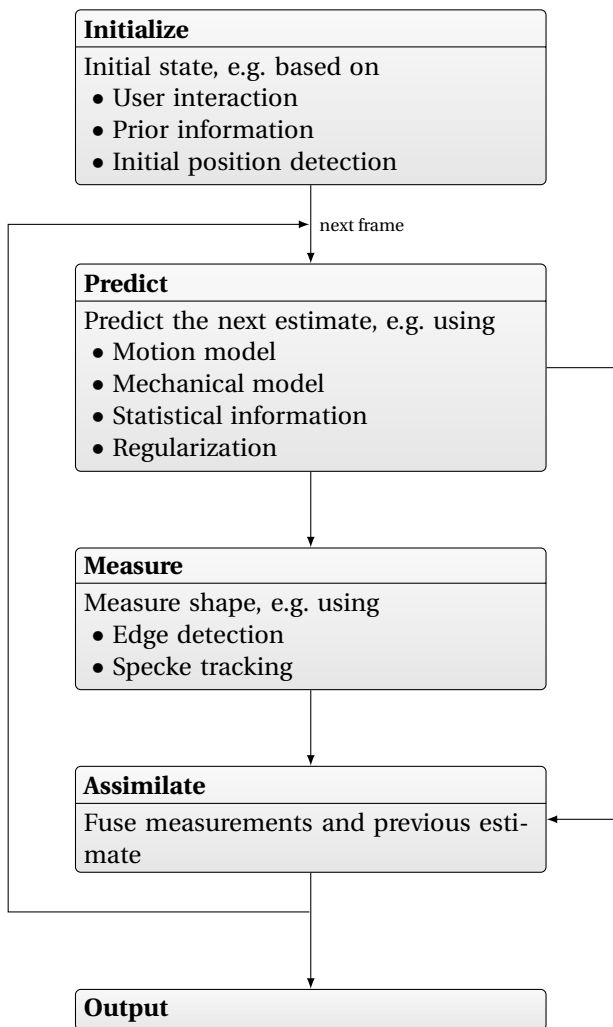 Initialize
Initial state, e.g. based on
• User interaction
• Prior information
• Initial position detection
next frame
Predict
Predict the next estimate, e.g. using
• Motion model
• Mechanical model
• Statistical information
• Regularization
Measure
Measure shape, e.g. using
• Edge detection
• Specke tracking
Assimilate
Fuse measurements and previous esti-
mate
Output